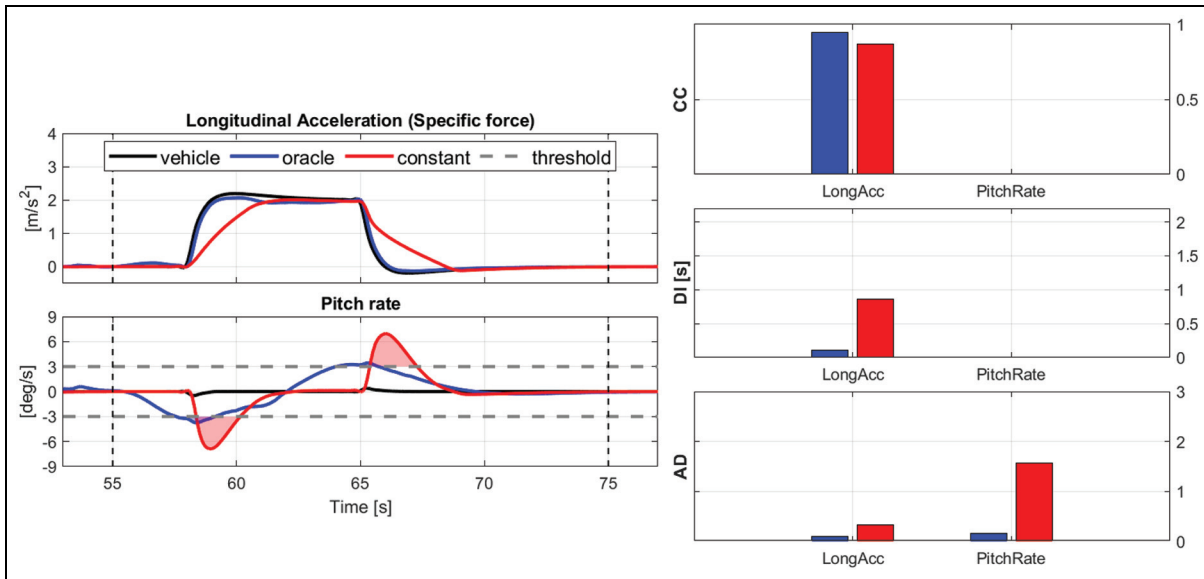 Longitudinal Acceleration (Specific force)
vehicle oracle constant threshold
4
3
2
1
0
[m/s²]
Pitch rate
9
6
3
0
-3
-6
-9
[deg/s]
55 60 65 70 75
Time [s]
CC
1
0.5
0
LongAcc PitchRate
DI [s]
2
1.5
1
0.5
0
LongAcc PitchRate
AD
3
2
1
0
LongAcc PitchRate